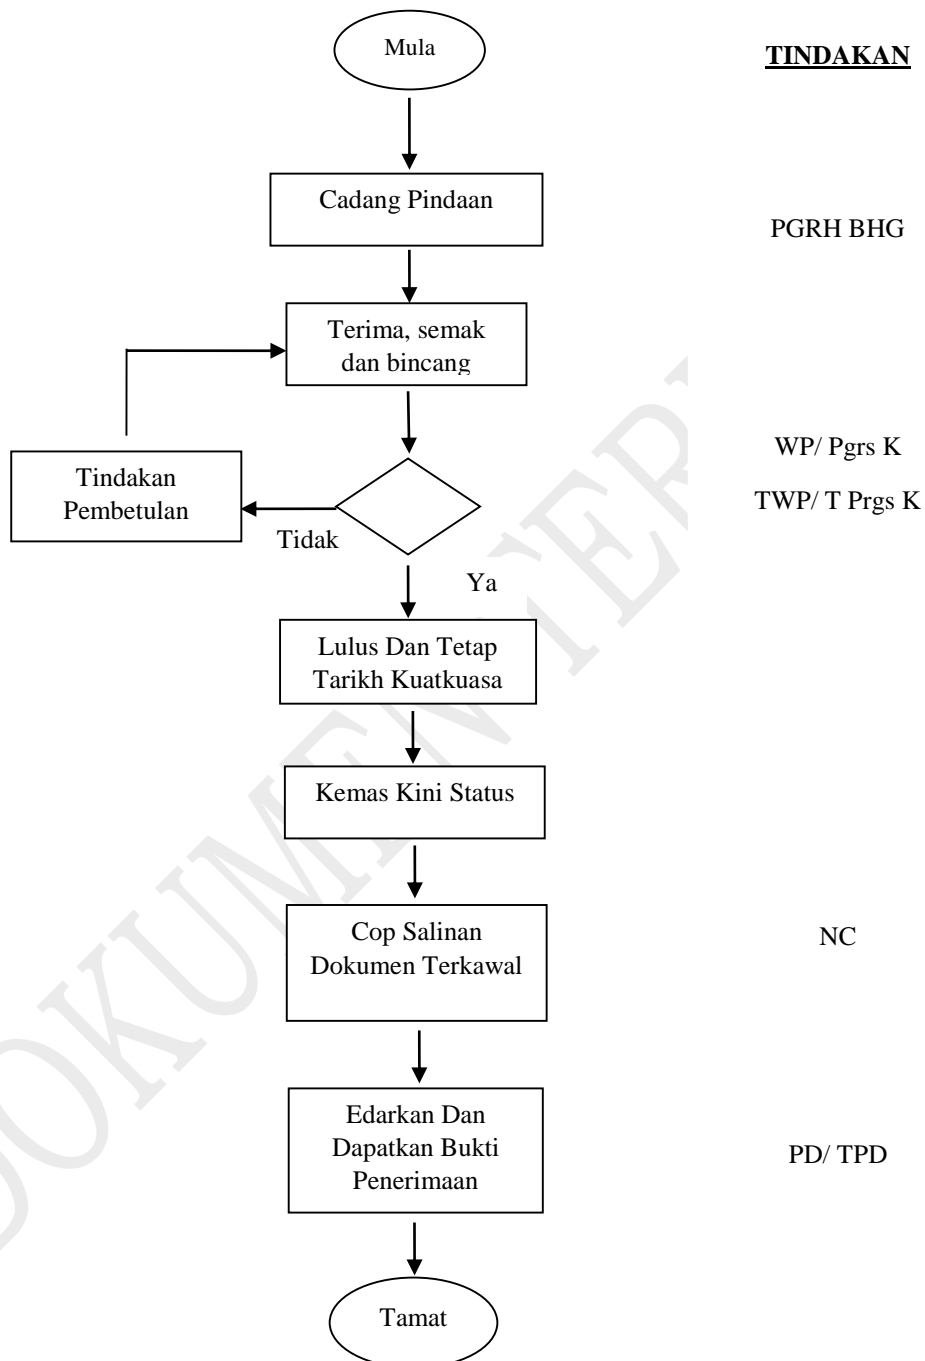 Mula
TINDAKAN
Cadang Pindaan
PGRH BHG
Terima, semak
dan bincang
WP/ Pgrs K
TWP/ T Prgs K
Tindakan
Pembetulan
Tidak
Ya
Lulus Dan Tetap
Tarikh Kuatkuasa
Kemas Kini Status
Cop Salinan
Dokumen Terkawal
NC
Edarkan Dan
Dapatkan Bukti
Penerimaan
PD/ TPD
Tamat